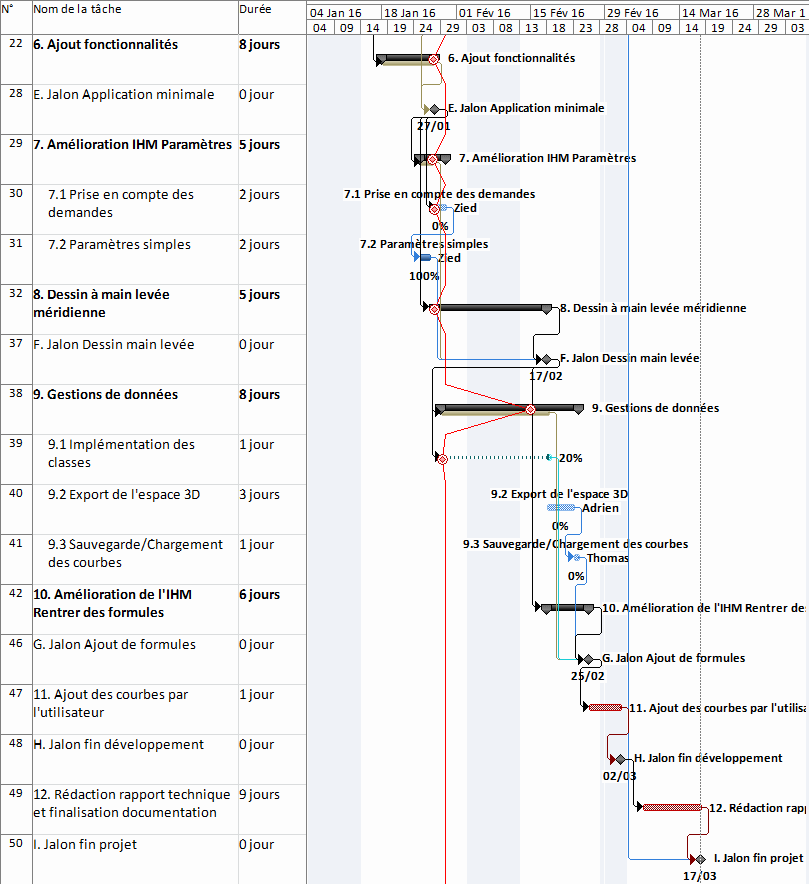 N° Nom de la tâche Durée
04 Jan 16 18 Jan 16 01 Fév 16 15 Fév 16 29 Fév 16 14 Mar 16 28 Mar 1
04 09 14 19 24 29 03 08 13 18 23 28 04 09 14 19 24 29 03
22 6. Ajout fonctionnalités 8 jours
6. Ajout fonctionnalités
28 E. Jalon Application minimale 0 jour
E. Jalon Application minimale
27/01
29 7. Amélioration IHM Paramètres 5 jours
7. Amélioration IHM Paramètres
30 7.1 Prise en compte des
demandes 2 jours
7.1 Prise en compte des demandes
Zied
0%
31 7.2 Paramètres simples 2 jours
7.2 Paramètres simples
Zied
100%
32 8. Dessin à main levée
méridienne 5 jours
8. Dessin à main levée méridienne
37 F. Jalon Dessin main levée 0 jour
F. Jalon Dessin main levée
17/02
38 9. Gestions de données 8 jours
9. Gestions de données
39 9.1 Implémentation des
classes 1 jour
20%
40 9.2 Export de l'espace 3D 3 jours
9.2 Export de l'espace 3D
Adrien
0%
41 9.3 Sauvegarde/Chargement
des courbes 1 jour
9.3 Sauvegarde/Chargement des courbes
Thomas
0%
42 10. Amélioration de l'IHM
Rentrer des formules 6 jours
10. Amélioration de l'IHM Rentrer de
46 G. Jalon Ajout de formules 0 jour
G. Jalon Ajout de formules
25/02
47 11. Ajout des courbes par
l'utilisateur 1 jour
11. Ajout des courbes par l'utilisa
48 H. Jalon fin développement 0 jour
H. Jalon fin développement
02/03
49 12. Rédaction rapport technique
et finalisation documentation 9 jours
12. Rédaction rapp
50 I. Jalon fin projet 0 jour
I. Jalon fin projet
17/03